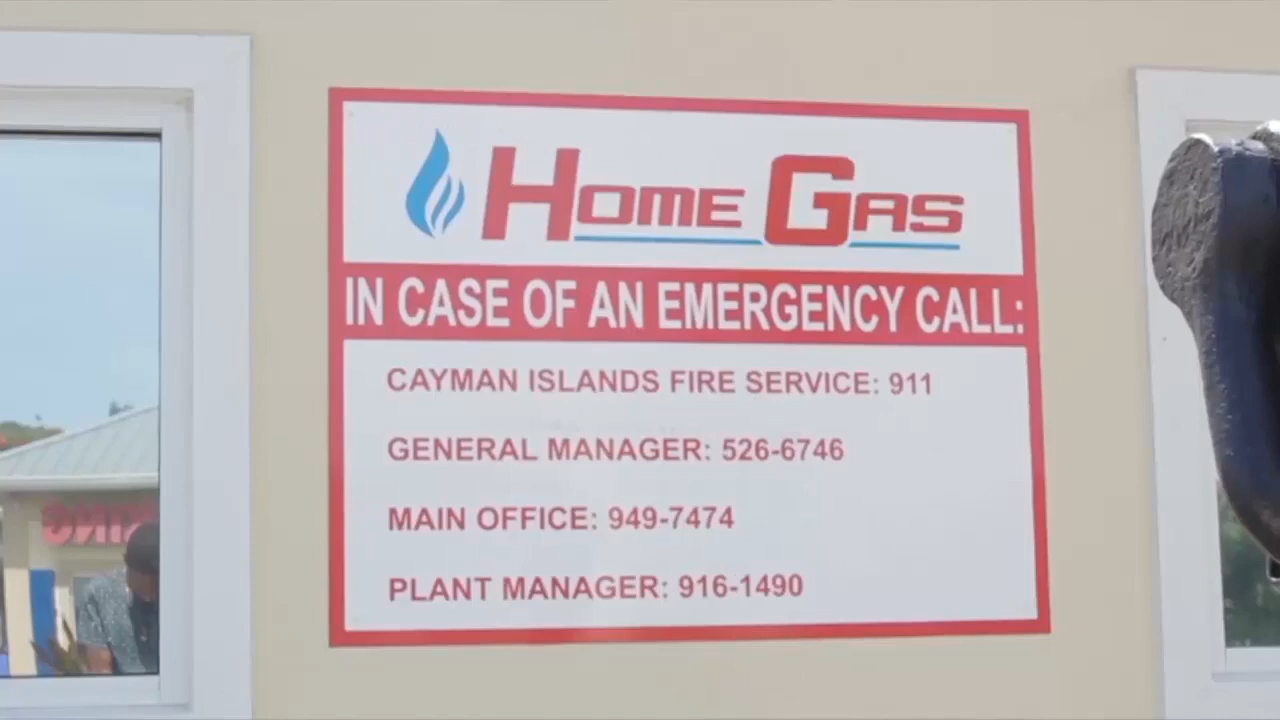 HOME GAS
IN CASE OF AN EMERGENCY CALL:
CAYMAN ISLANDS FIRE SERVICE: 911
GENERAL MANAGER: 526-6746
MAIN OFFICE: 949-7474
PLANT MANAGER: 916-1490